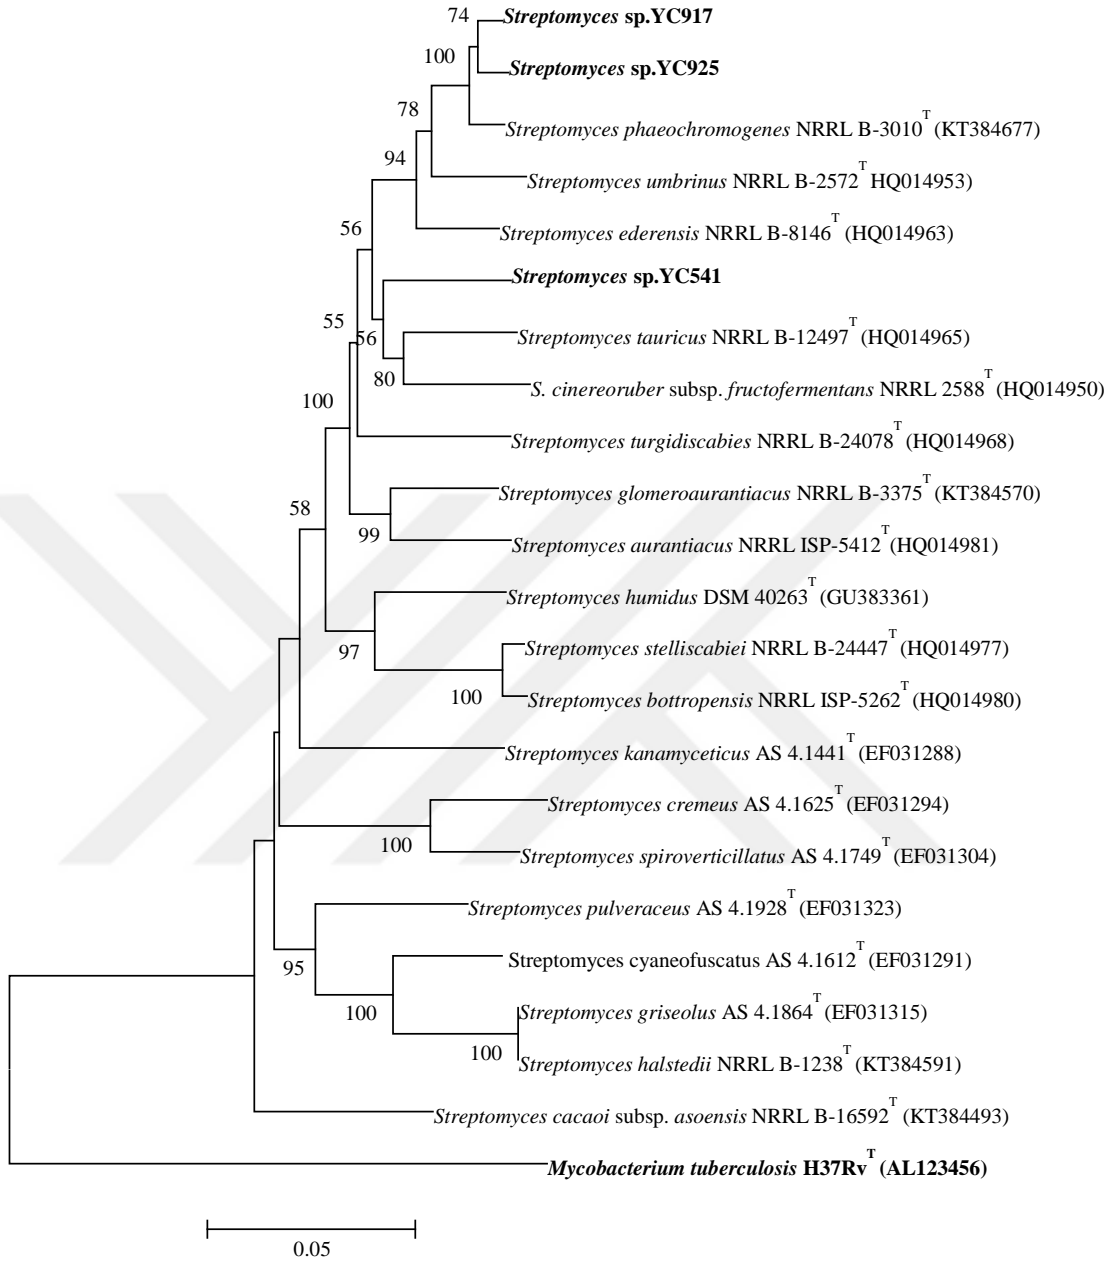 74
Streptomyces sp.YC917
100
Streptomyces sp.YC925
78
Streptomyces phaeochromogenes NRRL B-3010T (KT384677)
94
Streptomyces umbrinus NRRL B-2572T HQ014953)
56
Streptomyces ederensis NRRL B-8146T (HQ014963)
Streptomyces sp.YC541
55
56
Streptomyces tauricus NRRL B-12497T (HQ014965)
80
S. cinereoruber subsp. fructofermentans NRRL 2588T (HQ014950)
100
Streptomyces turgidiscabies NRRL B-24078T (HQ014968)
Streptomyces glomeroaurantiacus NRRL B-3375T (KT384570)
58
99
Streptomyces aurantiacus NRRL ISP-5412T (HQ014981)
Streptomyces humidus DSM 40263T (GU383361)
97
Streptomyces stelliscabiei NRRL B-24447T (HQ014977)
100
Streptomyces bottropensis NRRL ISP-5262T (HQ014980)
Streptomyces kanamyceticus AS 4.1441T (EF031288)
Streptomyces cremeus AS 4.1625T (EF031294)
100
Streptomyces spiroverticillatus AS 4.1749T (EF031304)
Streptomyces pulveraceus AS 4.1928T (EF031323)
95
Streptomyces cyaneofuscatus AS 4.1612T (EF031291)
100
Streptomyces griseolus AS 4.1864T (EF031315)
100
Streptomyces halstedii NRRL B-1238T (KT384591)
Streptomyces cacaoi subsp. asoensis NRRL B-16592T (KT384493)
Mycobacterium tuberculosis H37RvT (AL123456)
0.05